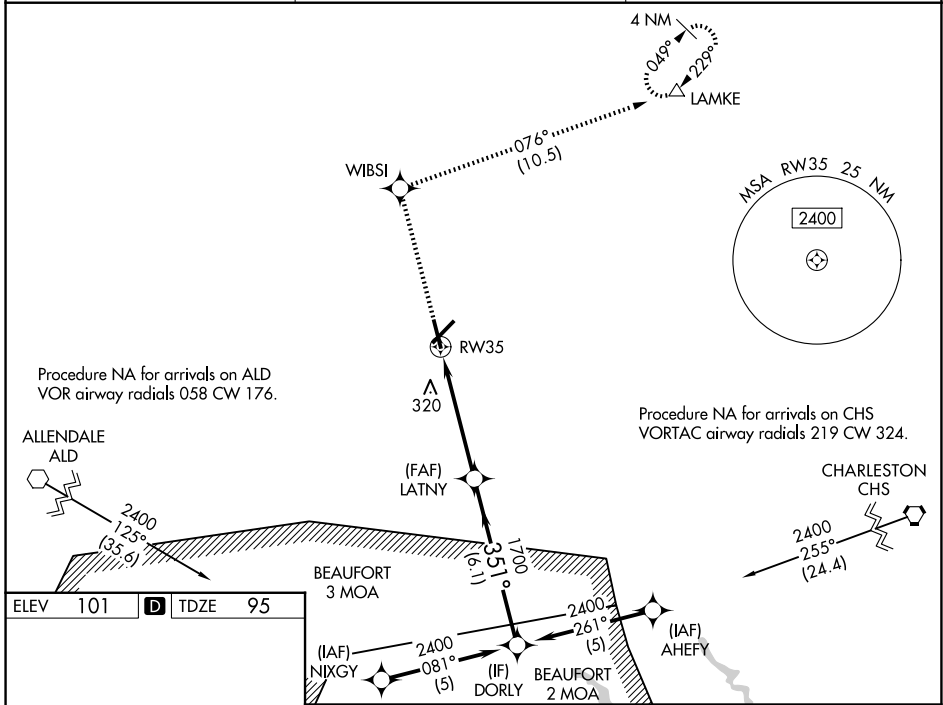 4 NM
049°
229°
LAMKE
076°
(10.5)
WIBSI
MSA RW35 25 NM
2400
RW35
320
Procedure NA for arrivals on ALD
VOR airway radials 058 CW 176.
Procedure NA for arrivals on CHS
VORTAC airway radials 219 CW 324.
ALLENDALE
ALD
(FAF)
LATNY
CHARLESTON
CHS
2400
125°
(35.6)
2400
255°
(24.4)
1700
351°
(6.1)
BEAUFORT
3 MOA
ELEV 101 D TDZE 95
2400
261°
(5)
(IAF)
AHEFY
(IAF)
NIXGY
2400
081°
(5)
(IF)
DORLY
BEAUFORT
2 MOA